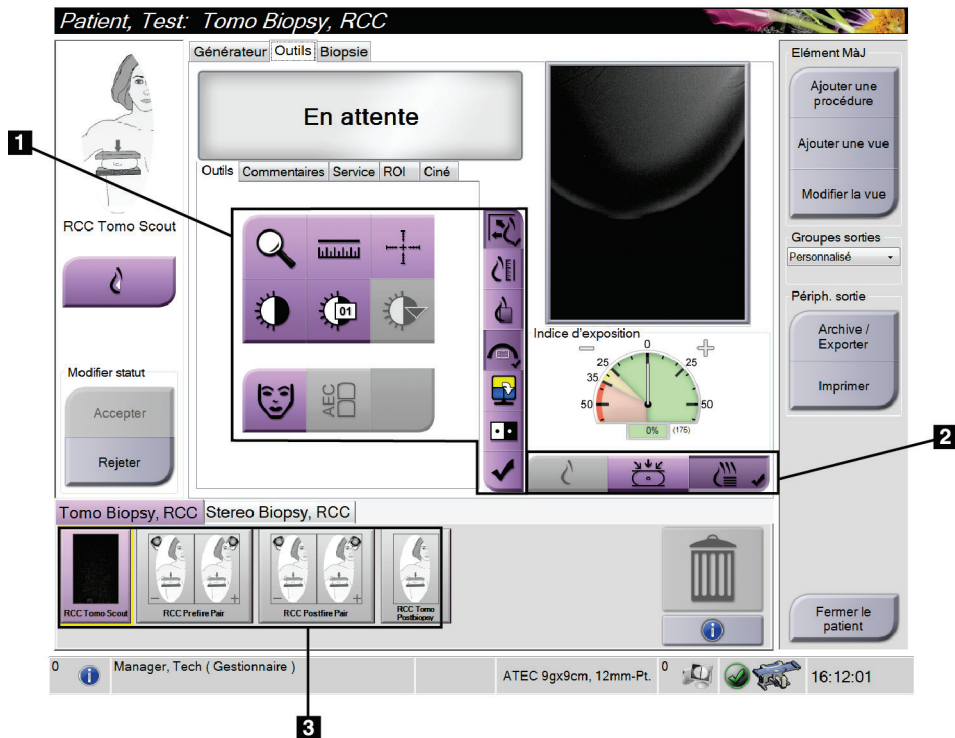 Patient, Test: Tomo Biopsy, RCC
Générateur Outils Biopsie
En attente
Outils Commentaires Service ROI Ciné
1
RCC Tomo Scout
01
AEC
Modifier statut
Accepter
Rejeter
Indice d'exposition
0
25 25
35
50 50
0% (175)
2
Elément MàJ
Ajouter une
procédure
Ajouter une vue
Modifier la vue
Groupes sorties
Personnalisé
Périph. sortie
Archive /
Exporter
Imprimer
Tomo Biopsy, RCC Stereo Biopsy, RCC
RCC Tomo Scout
RCC Prefire Pair
RCC Postfire Pair
RCC Tomo
Postbiopsy
3
Fermer le
patient
0 Manager, Tech ( Gestionnaire ) ATEC 9gx9cm, 12mm-Pt. 0 16:12:01